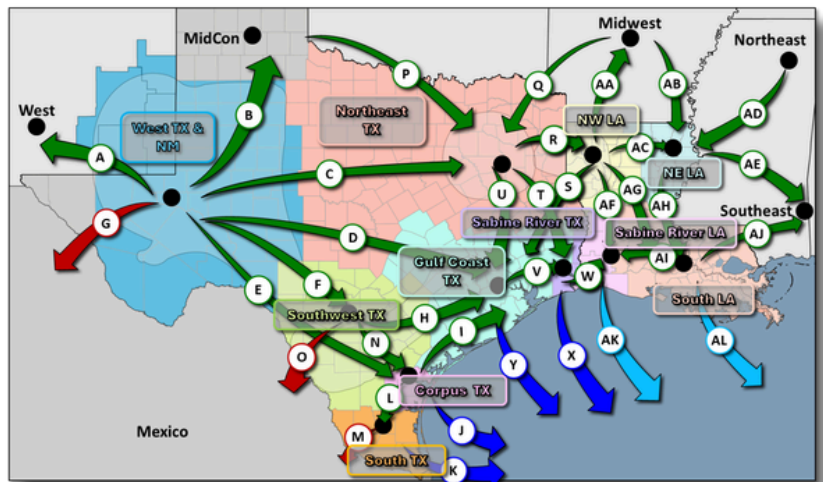 MidCon
Midwest
Northeast
P
Q
AA
AB
West
B
Northeast
TX
NW LA
AD
West TX &
NM
R
AC
A
C
NE LA
AE
U
T
S
AG
AH
AF
Southeast
G
Sabine River TX
Sabine River LA
D
AJ
Gulf Coast
TX
V
W
AI
E
F
South LA
Southwest TX
H
I
N
AK
AL
O
Y
X
Corpus TX
L
Mexico
M
J
South TX
K